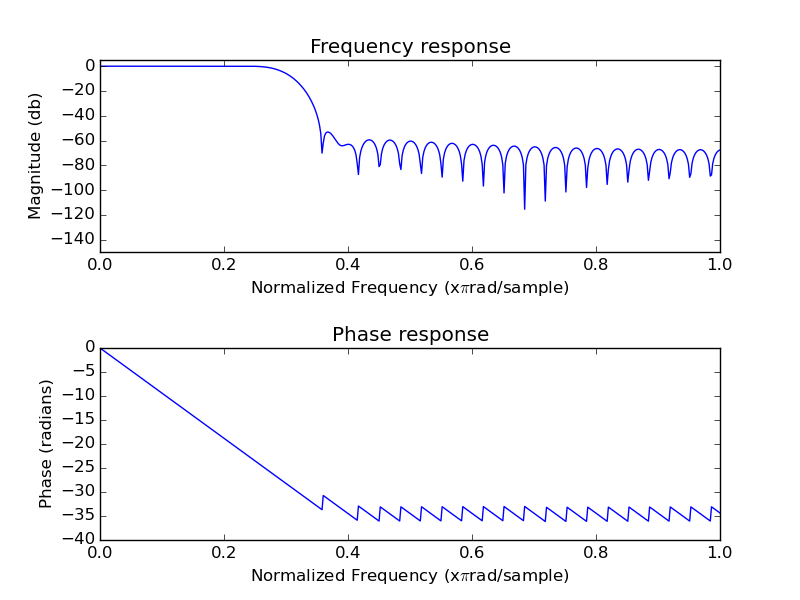 Frequency response
0
−20
−40
−60
−80
−100
−120
−140
Magnitude (db)
0.0 0.2 0.4 0.6 0.8 1.0
Normalized Frequency (xπrad/sample)
Phase response
0
−5
−10
−15
−20
−25
−30
−35
−40
Phase (radians)
0.0 0.2 0.4 0.6 0.8 1.0
Normalized Frequency (xπrad/sample)